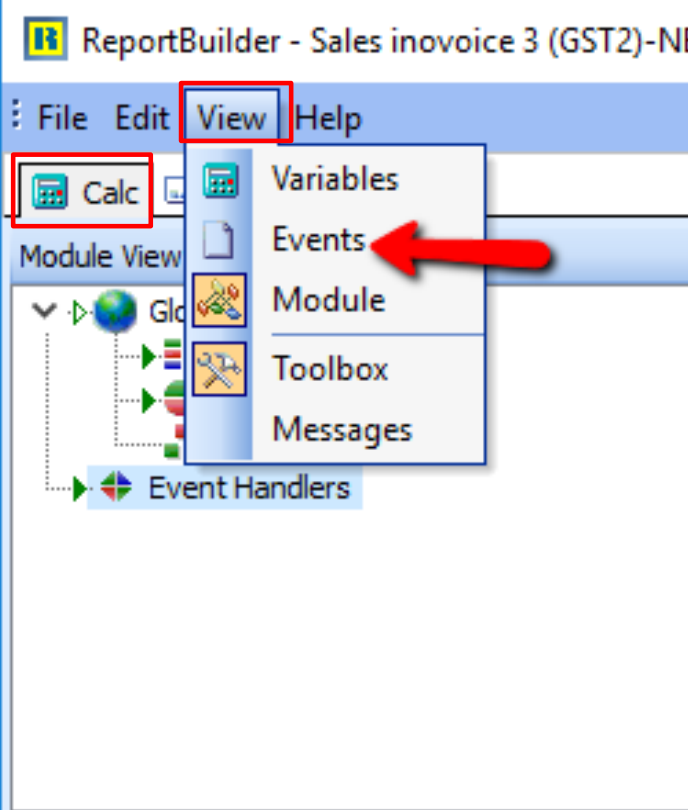 ReportBuilder - Sales inovoice 3 (GST2)-NE
File Edit View Help
Calc
Variables
Module View
Events
Glo
Module
Toolbox
Messages
Event Handlers